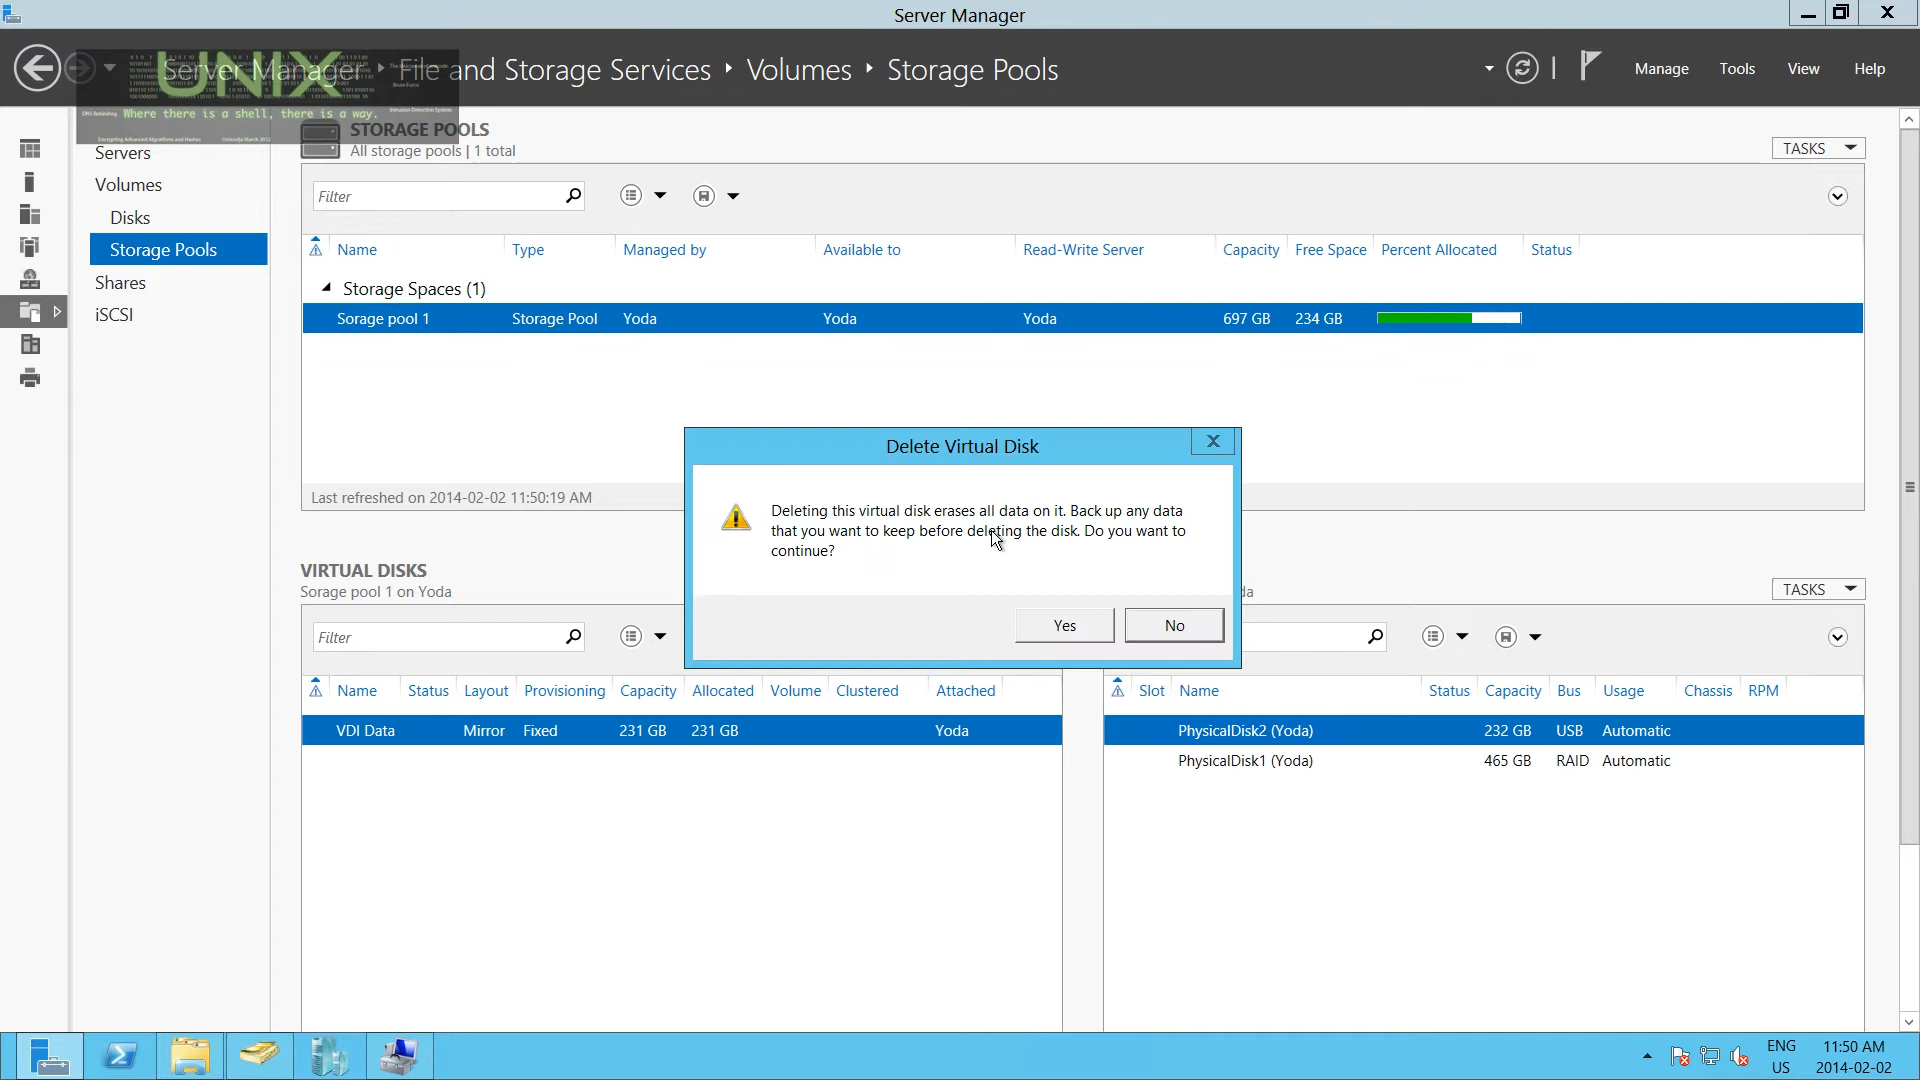 Server Manager
Server Manager File and Storage Services Volumes Storage Pools
Manage Tools View Help
UNIX
Where there is a shell, there is a way.
Servers
Volumes
Disks
Storage Pools
Shares
iSCSI
STORAGE POOLS
All storage pools | 1 total
TASKS
Filter
Name Type Managed by Available to Read-Write Server Capacity Free Space Percent Allocated Status
Storage Spaces (1)
Sorage pool 1 Storage Pool Yoda Yoda Yoda 697 GB 234 GB
Last refreshed on 2014-02-02 11:50:19 AM
Delete Virtual Disk
X
Deleting this virtual disk erases all data on it. Back up any data
that you want to keep before deleting the disk. Do you want to
continue?
Yes No
VIRTUAL DISKS
Sorage pool 1 on Yoda
Filter
Name Status Layout Provisioning Capacity Allocated Volume Clustered Attached
VDI Data Mirror Fixed 231 GB 231 GB Yoda
da
TASKS
Slot Name Status Capacity Bus Usage Chassis RPM
PhysicalDisk2 (Yoda) 232 GB USB Automatic
PhysicalDisk1 (Yoda) 465 GB RAID Automatic
ENG
US
11:50 AM
2014-02-02